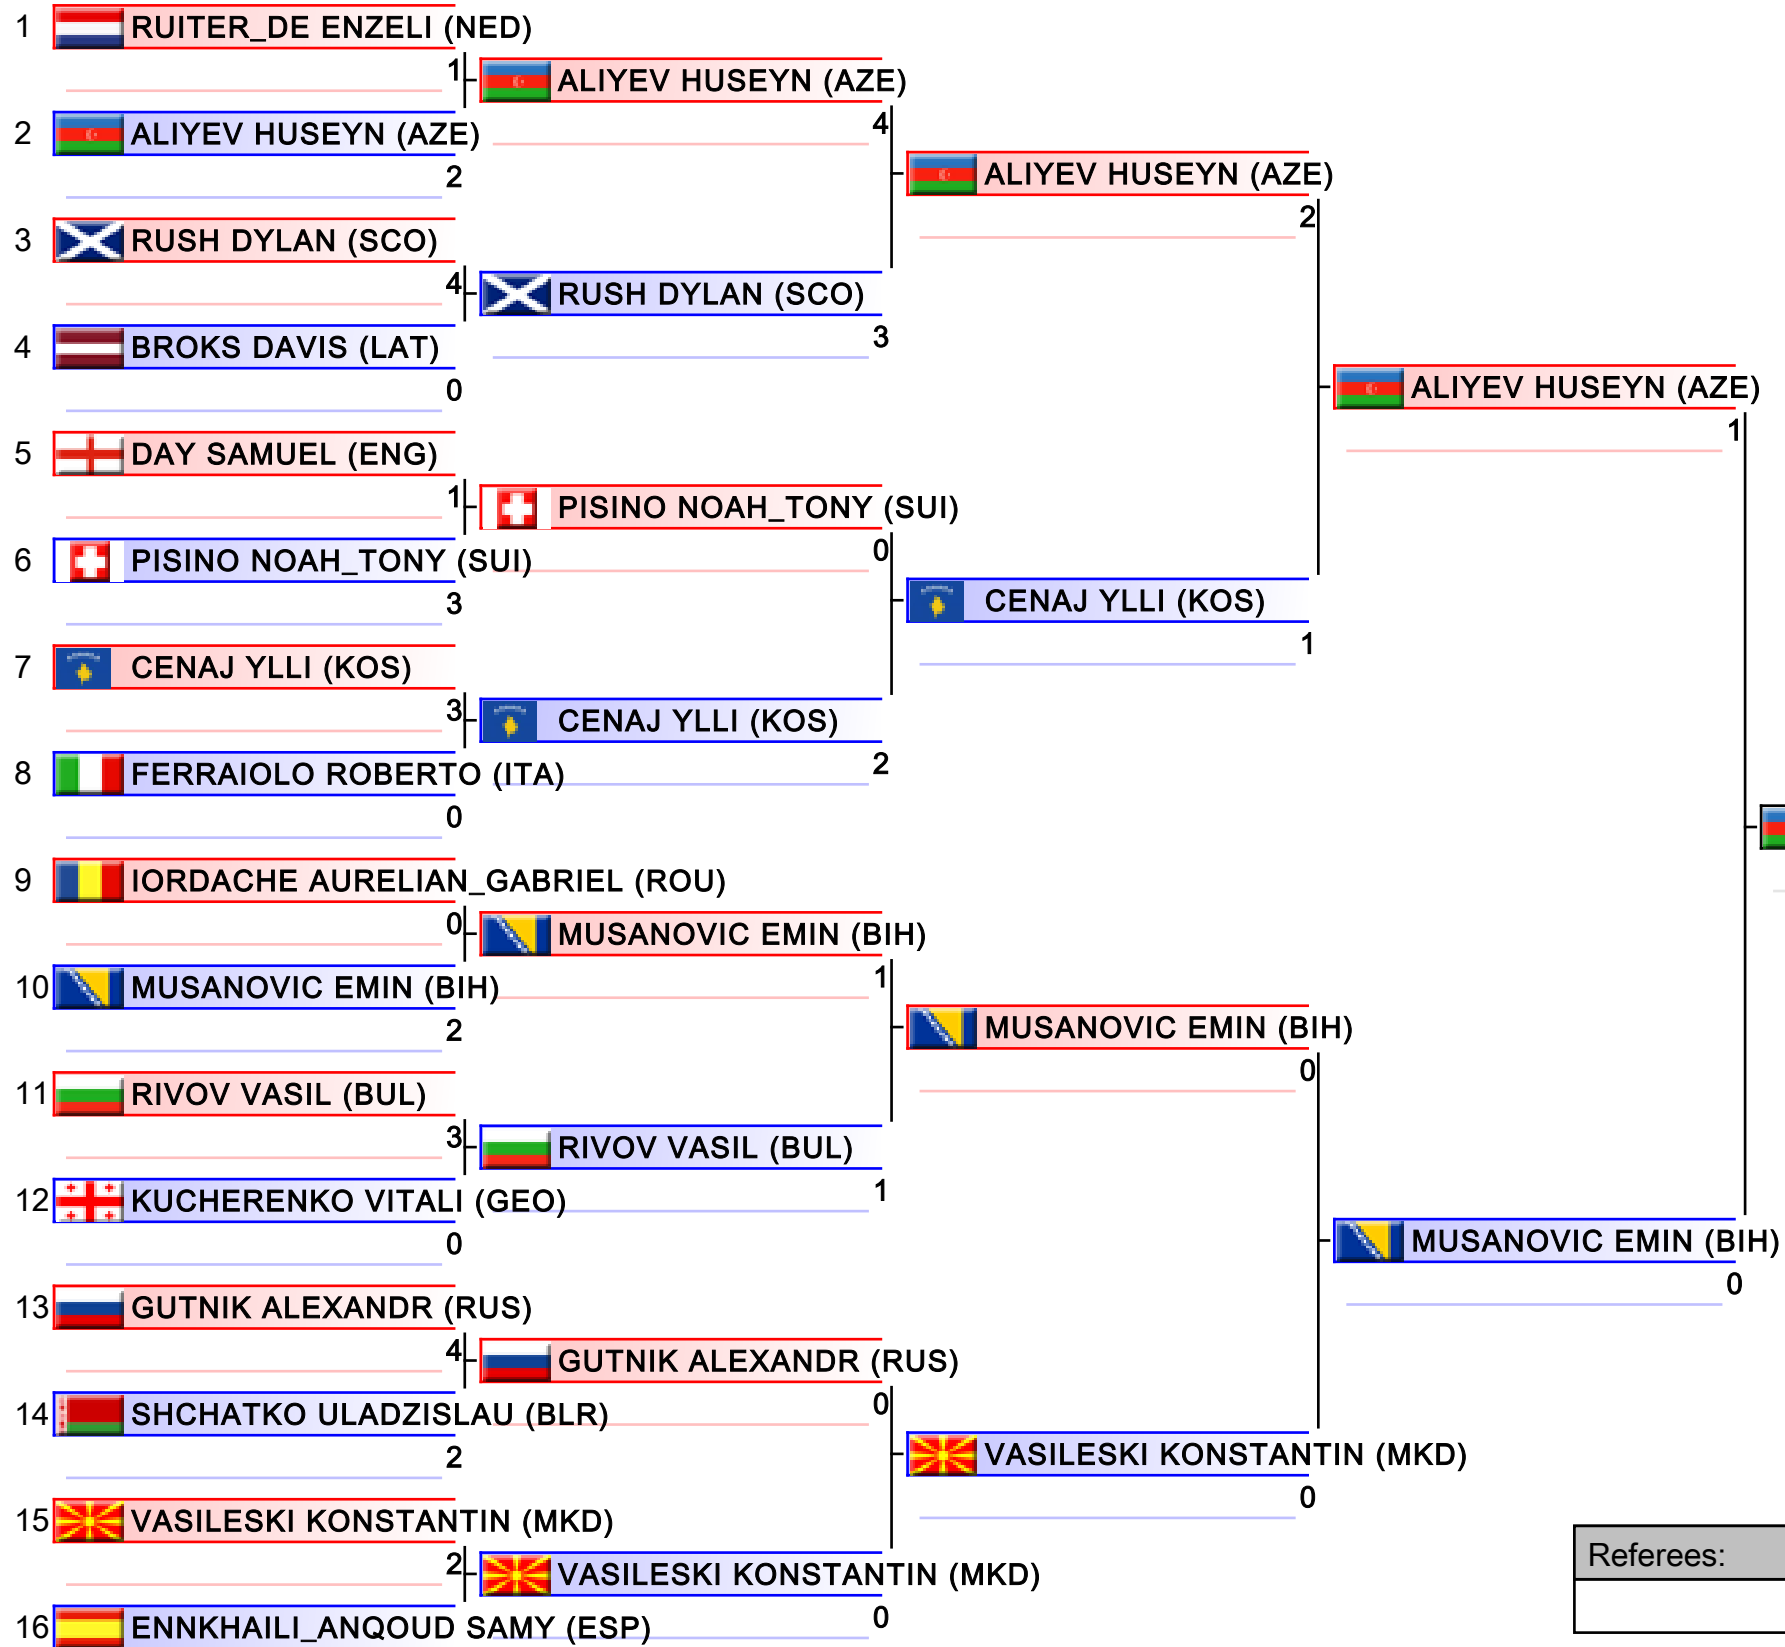 1 RUITER_DE ENZELI (NED)
1
2 ALIYEV HUSEYN (AZE)
2
3 RUSH DYLAN (SCO)
4
4 BROKS DAVIS (LAT)
0
5 DAY SAMUEL (ENG)
1
6 PISINO NOAH_TONY (SUI)
3
7 CENAJ YLLI (KOS)
3
8 FERRAIOLO ROBERTO (ITA)
0
9 IORDACHE AURELIAN_GABRIEL (ROU)
0
10 MUSANOVIC EMIN (BIH)
2
11 RIVOV VASIL (BUL)
3
12 KUCHERENKO VITALI (GEO)
0
13 GUTNIK ALEXANDR (RUS)
4
14 SHCHATKO ULADZISLAU (BLR)
2
15 VASILESKI KONSTANTIN (MKD)
2
16 ENNKHAILI_ANQOUD SAMY (ESP)
ALIYEV HUSEYN (AZE)
4
RUSH DYLAN (SCO)
3
PISINO NOAH_TONY (SUI)
0
CENAJ YLLI (KOS)
2
MUSANOVIC EMIN (BIH)
1
RIVOV VASIL (BUL)
1
GUTNIK ALEXANDR (RUS)
0
VASILESKI KONSTANTIN (MKD)
0
ALIYEV HUSEYN (AZE)
2
CENAJ YLLI (KOS)
1
MUSANOVIC EMIN (BIH)
0
VASILESKI KONSTANTIN (MKD)
0
ALIYEV HUSEYN (AZE)
1
MUSANOVIC EMIN (BIH)
0
Referees: